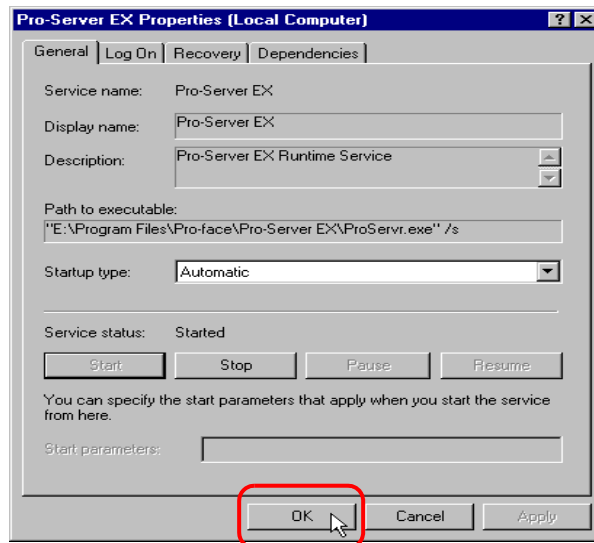 Pro-Server EX Properties (Local Computer)
General Log On Recovery Dependencies
Service name: Pro-Server EX
Display name: Pro-Server EX
Description: Pro-Server EX Runtime Service
Path to executable:
"E:\Program Files\Pro-face\Pro-Server EX\ProServr.exe" /s
Startup type: Automatic
Service status: Started
Start Stop Pause Resume
You can specify the start parameters that apply when you start the service
from here.
Start parameters:
OK Cancel Apply